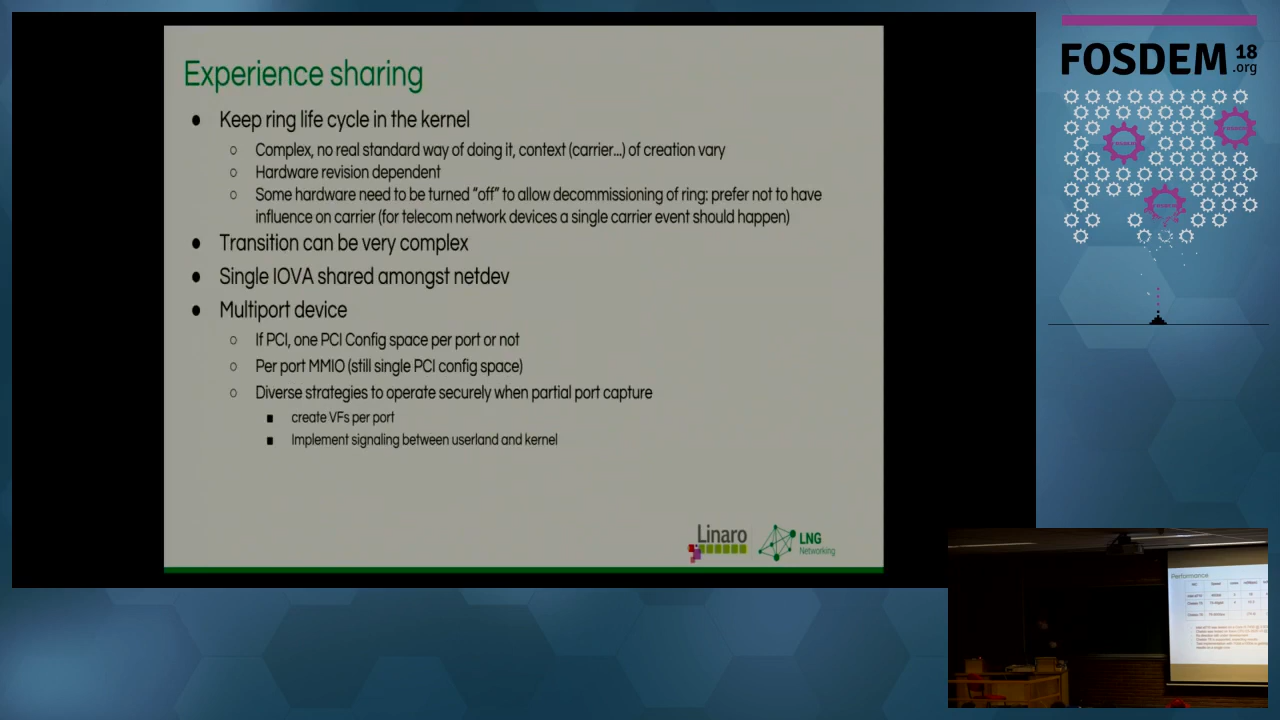 Experience sharing
● Keep ring life cycle in the kernel
○ Complex, no real standard way of doing it, context (carrier...) of creation vary
○ Hardware revision dependent
○ Some hardware need to be turned "off" to allow decommissioning of ring: prefer not to have
influence on carrier (for telecom network devices a single carrier event should happen)
● Transition can be very complex
● Single IOVA shared amongst netdev
● Multiport device
○ If PCI, one PCI Config space per port or not
○ Per port MMIO (still single PCI config space)
○ Diverse strategies to operate securely when partial port capture
■ create VFs per port
■ Implement signaling between userland and kernel
Linaro
LNG
Networking
FOSDEM 18
.org
Performance